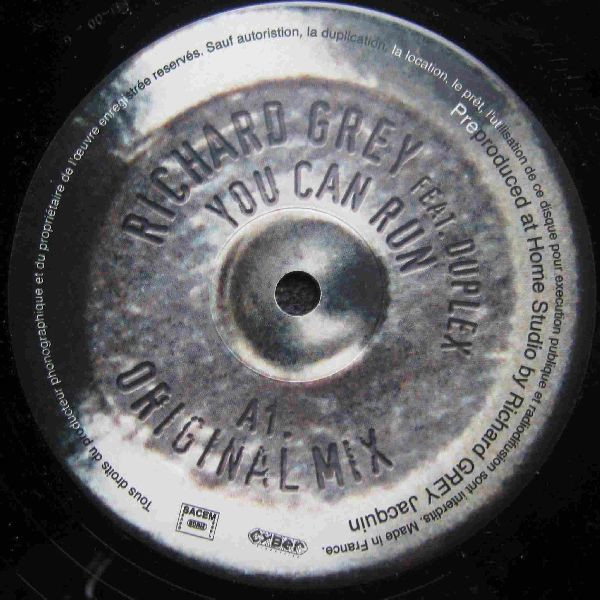 RICHARD GREY FEAT. DUPLEX
YOU CAN RUN
A1.
ORIGINAL MIX
Preproduced at Home Studio by Richard GREY Jacquin
Tous droits du producteur phonographique et du propriétaire de l'œuvre enregistrée reservés. Sauf autoristion, la duplication, la location, le prêt, l'utilisation de ce disque pour execution publique et radiodifusion sont interdits. Made in France.
SACEM
CYBER